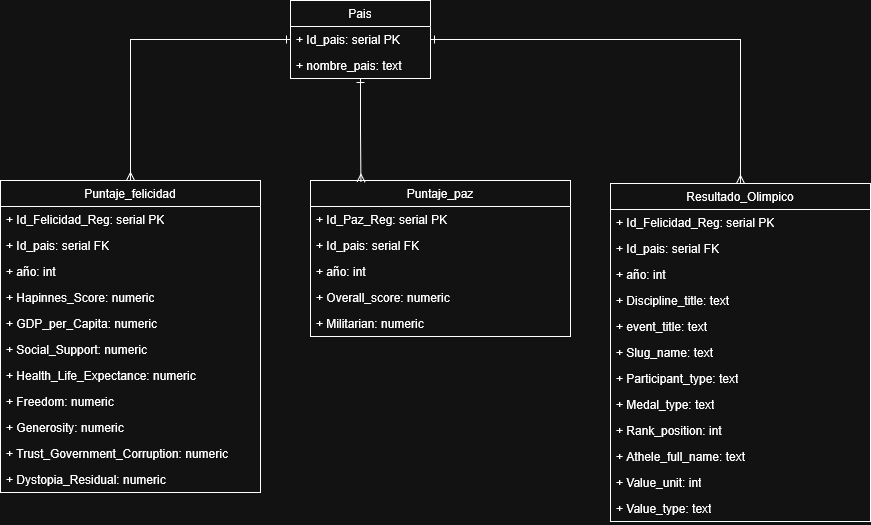 Pais
+ Id_pais: serial PK
+ nombre_pais: text
Puntaje_felicidad
+ Id_Felicidad_Reg: serial PK
+ Id_pais: serial FK
+ año: int
+ Hapinnes_Score: numeric
+ GDP_per_Capita: numeric
+ Social_Support: numeric
+ Health_Life_Expectance: numeric
+ Freedom: numeric
+ Generosity: numeric
+ Trust_Government_Corruption: numeric
+ Dystopia_Residual: numeric
Puntaje_paz
+ Id_Paz_Reg: serial PK
+ Id_pais: serial FK
+ año: int
+ Overall_score: numeric
+ Militarian: numeric
Resultado_Olimpico
+ Id_Felicidad_Reg: serial PK
+ Id_pais: serial FK
+ año: int
+ Discipline_title: text
+ event_title: text
+ Slug_name: text
+ Participant_type: text
+ Medal_type: text
+ Rank_position: int
+ Athele_full_name: text
+ Value_unit: int
+ Value_type: text